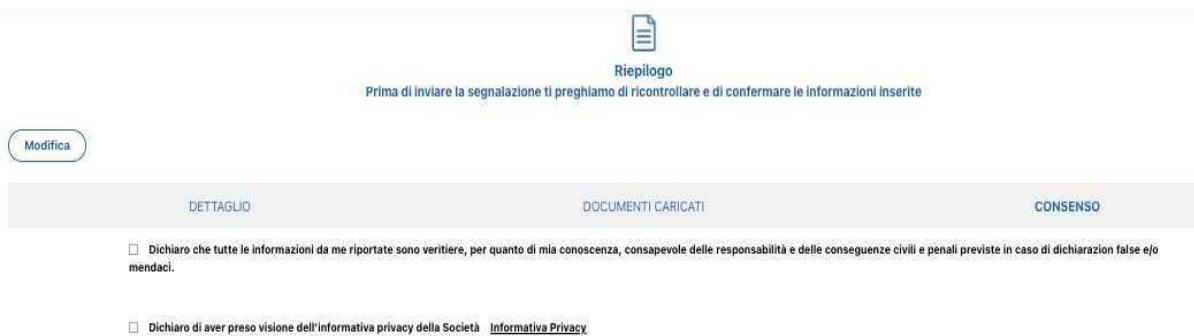 Riepilogo
Prima di inviare la segnalazione ti preghiamo di ricontrollare e di confermare le informazioni inserite
Modifica
DETTAGLIO DOCUMENTI CARICATI CONSENSO
Dichiaro che tutte le informazioni da me riportate sono veritiere, per quanto di mia conoscenza, consapevole delle responsabilità e delle conseguenze civili e penali previste in caso di dichiarazion false e/o
mendaci.
Dichiaro di aver preso visione dell'informativa privacy della Società Informativa Privacy